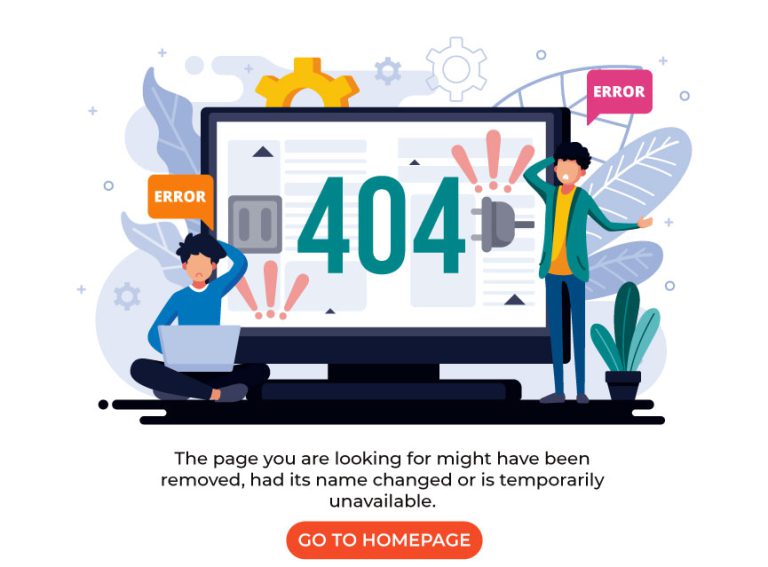 ERROR
ERROR
404
The page you are looking for might have been
removed, had its name changed or is temporarily
unavailable.
GO TO HOMEPAGE